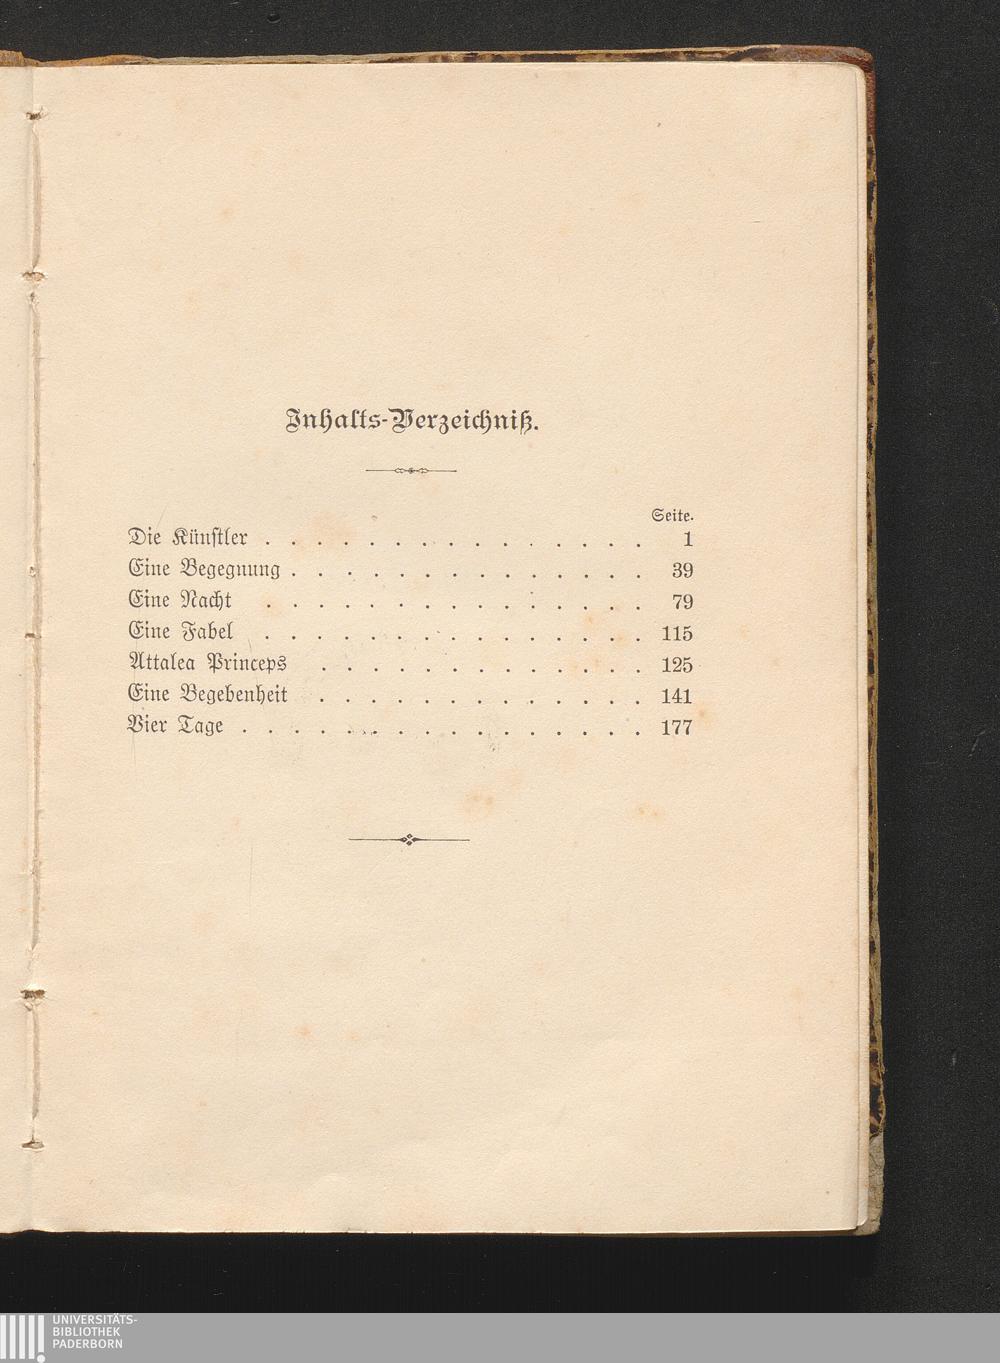 Inhalts-Verzeichniß.
Seite.
Die Künstler . . . . . . . . . . . . . . . 1
Eine Begegnung . . . . . . . . . . . . . . 39
Eine Nacht . . . . . . . . . . . . . . . 79
Eine Fabel . . . . . . . . . . . . . . . 115
Attalea Princeps . . . . . . . . . . . . . 125
Eine Begebenheit . . . . . . . . . . . . . 141
Vier Tage . . . . . . . . . . . . . . . . 177
UNIVERSITÄTS-
BIBLIOTHEK
PADERBORN